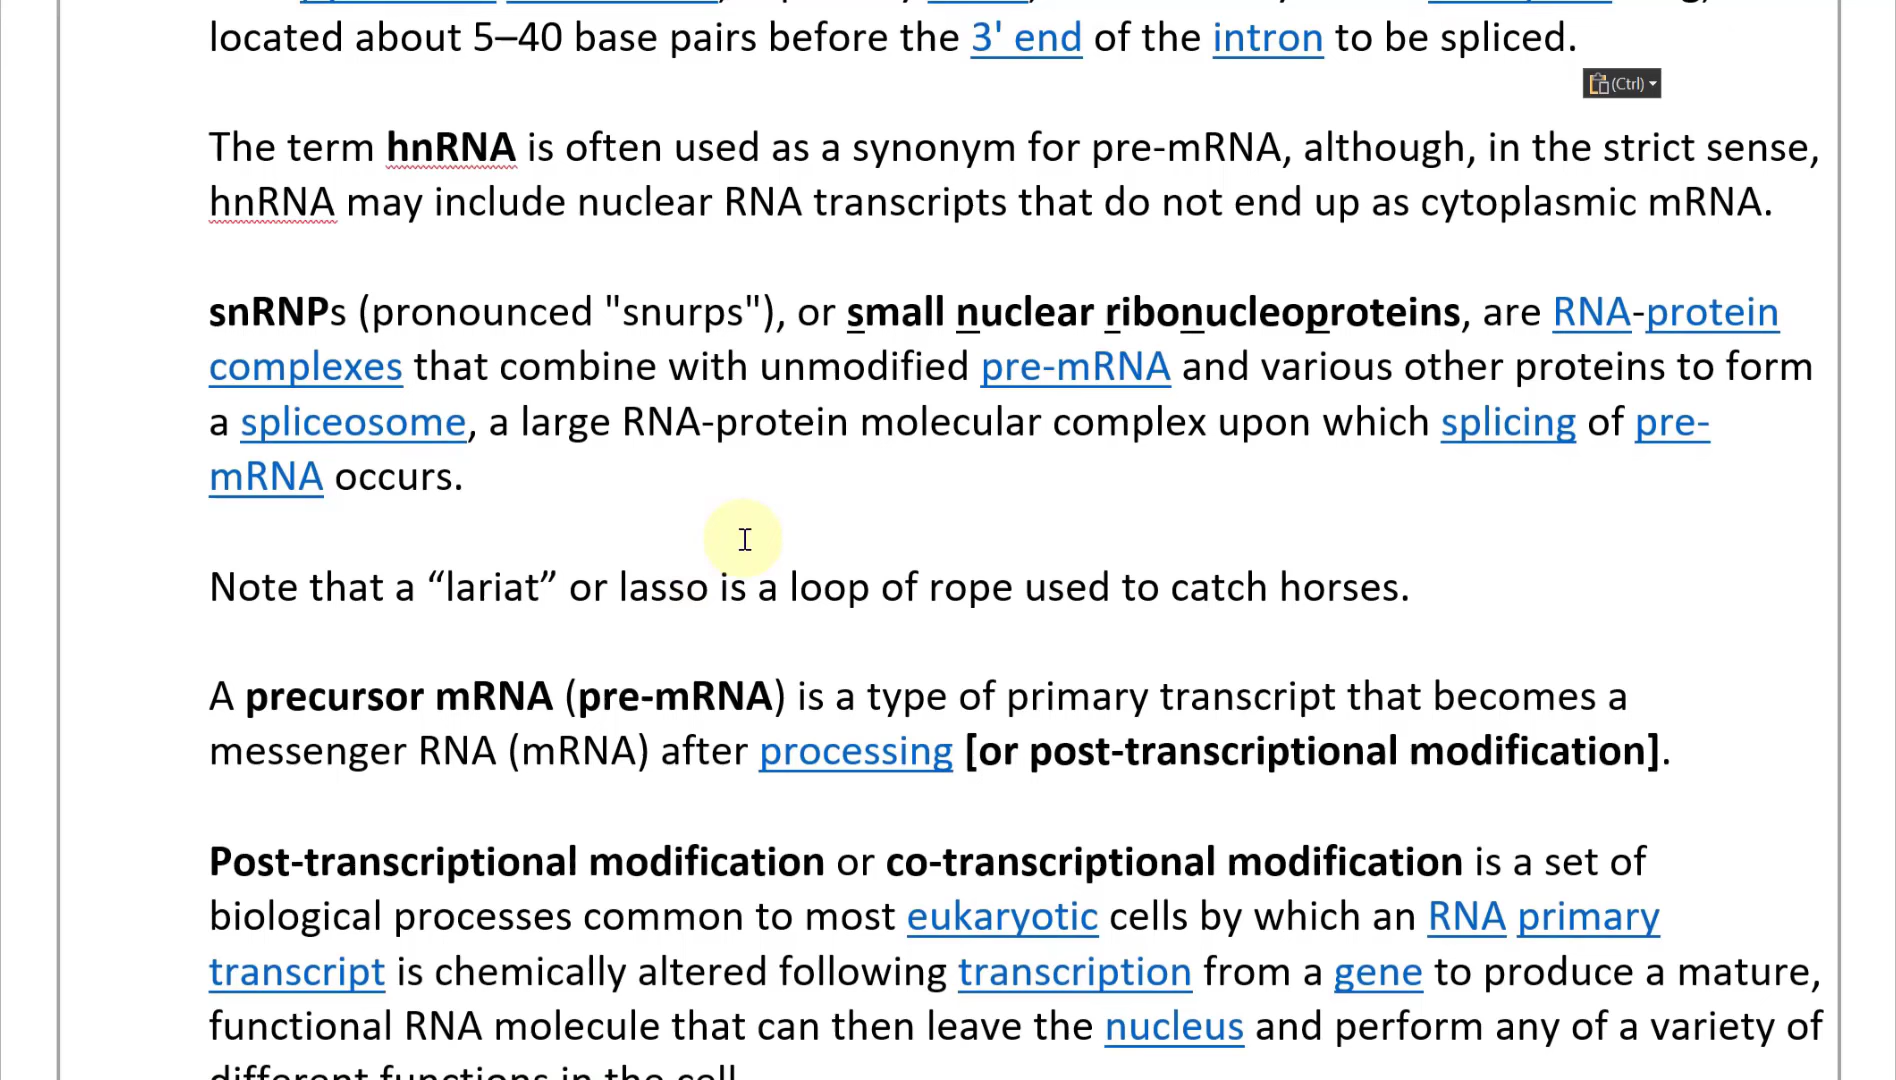 located about 5–40 base pairs before the 3' end of the intron to be spliced.
(Ctrl)
The term hnRNA is often used as a synonym for pre-mRNA, although, in the strict sense,
hnRNA may include nuclear RNA transcripts that do not end up as cytoplasmic mRNA.
snRNPs (pronounced "snurps"), or small nuclear ribonucleoproteins, are RNA-protein
complexes that combine with unmodified pre-mRNA and various other proteins to form
a spliceosome, a large RNA-protein molecular complex upon which splicing of pre-
mRNA occurs.
Note that a “lariat” or lasso is a loop of rope used to catch horses.
A precursor mRNA (pre-mRNA) is a type of primary transcript that becomes a
messenger RNA (mRNA) after processing [or post-transcriptional modification].
Post-transcriptional modification or co-transcriptional modification is a set of
biological processes common to most eukaryotic cells by which an RNA primary
transcript is chemically altered following transcription from a gene to produce a mature,
functional RNA molecule that can then leave the nucleus and perform any of a variety of
different functions in the cell